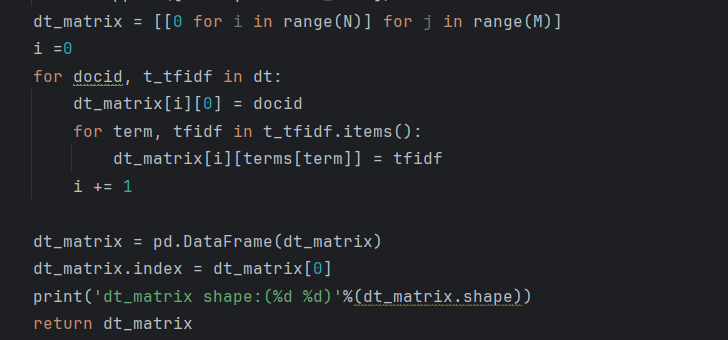 dt_matrix = [[0 for i in range(N)] for j in range(M)]
i =0
for docid, t_tfidf in dt:
    dt_matrix[i][0] = docid
    for term, tfidf in t_tfidf.items():
        dt_matrix[i][terms[term]] = tfidf
    i += 1

dt_matrix = pd.DataFrame(dt_matrix)
dt_matrix.index = dt_matrix[0]
print('dt_matrix shape:(%d %d)'%(dt_matrix.shape))
return dt_matrix